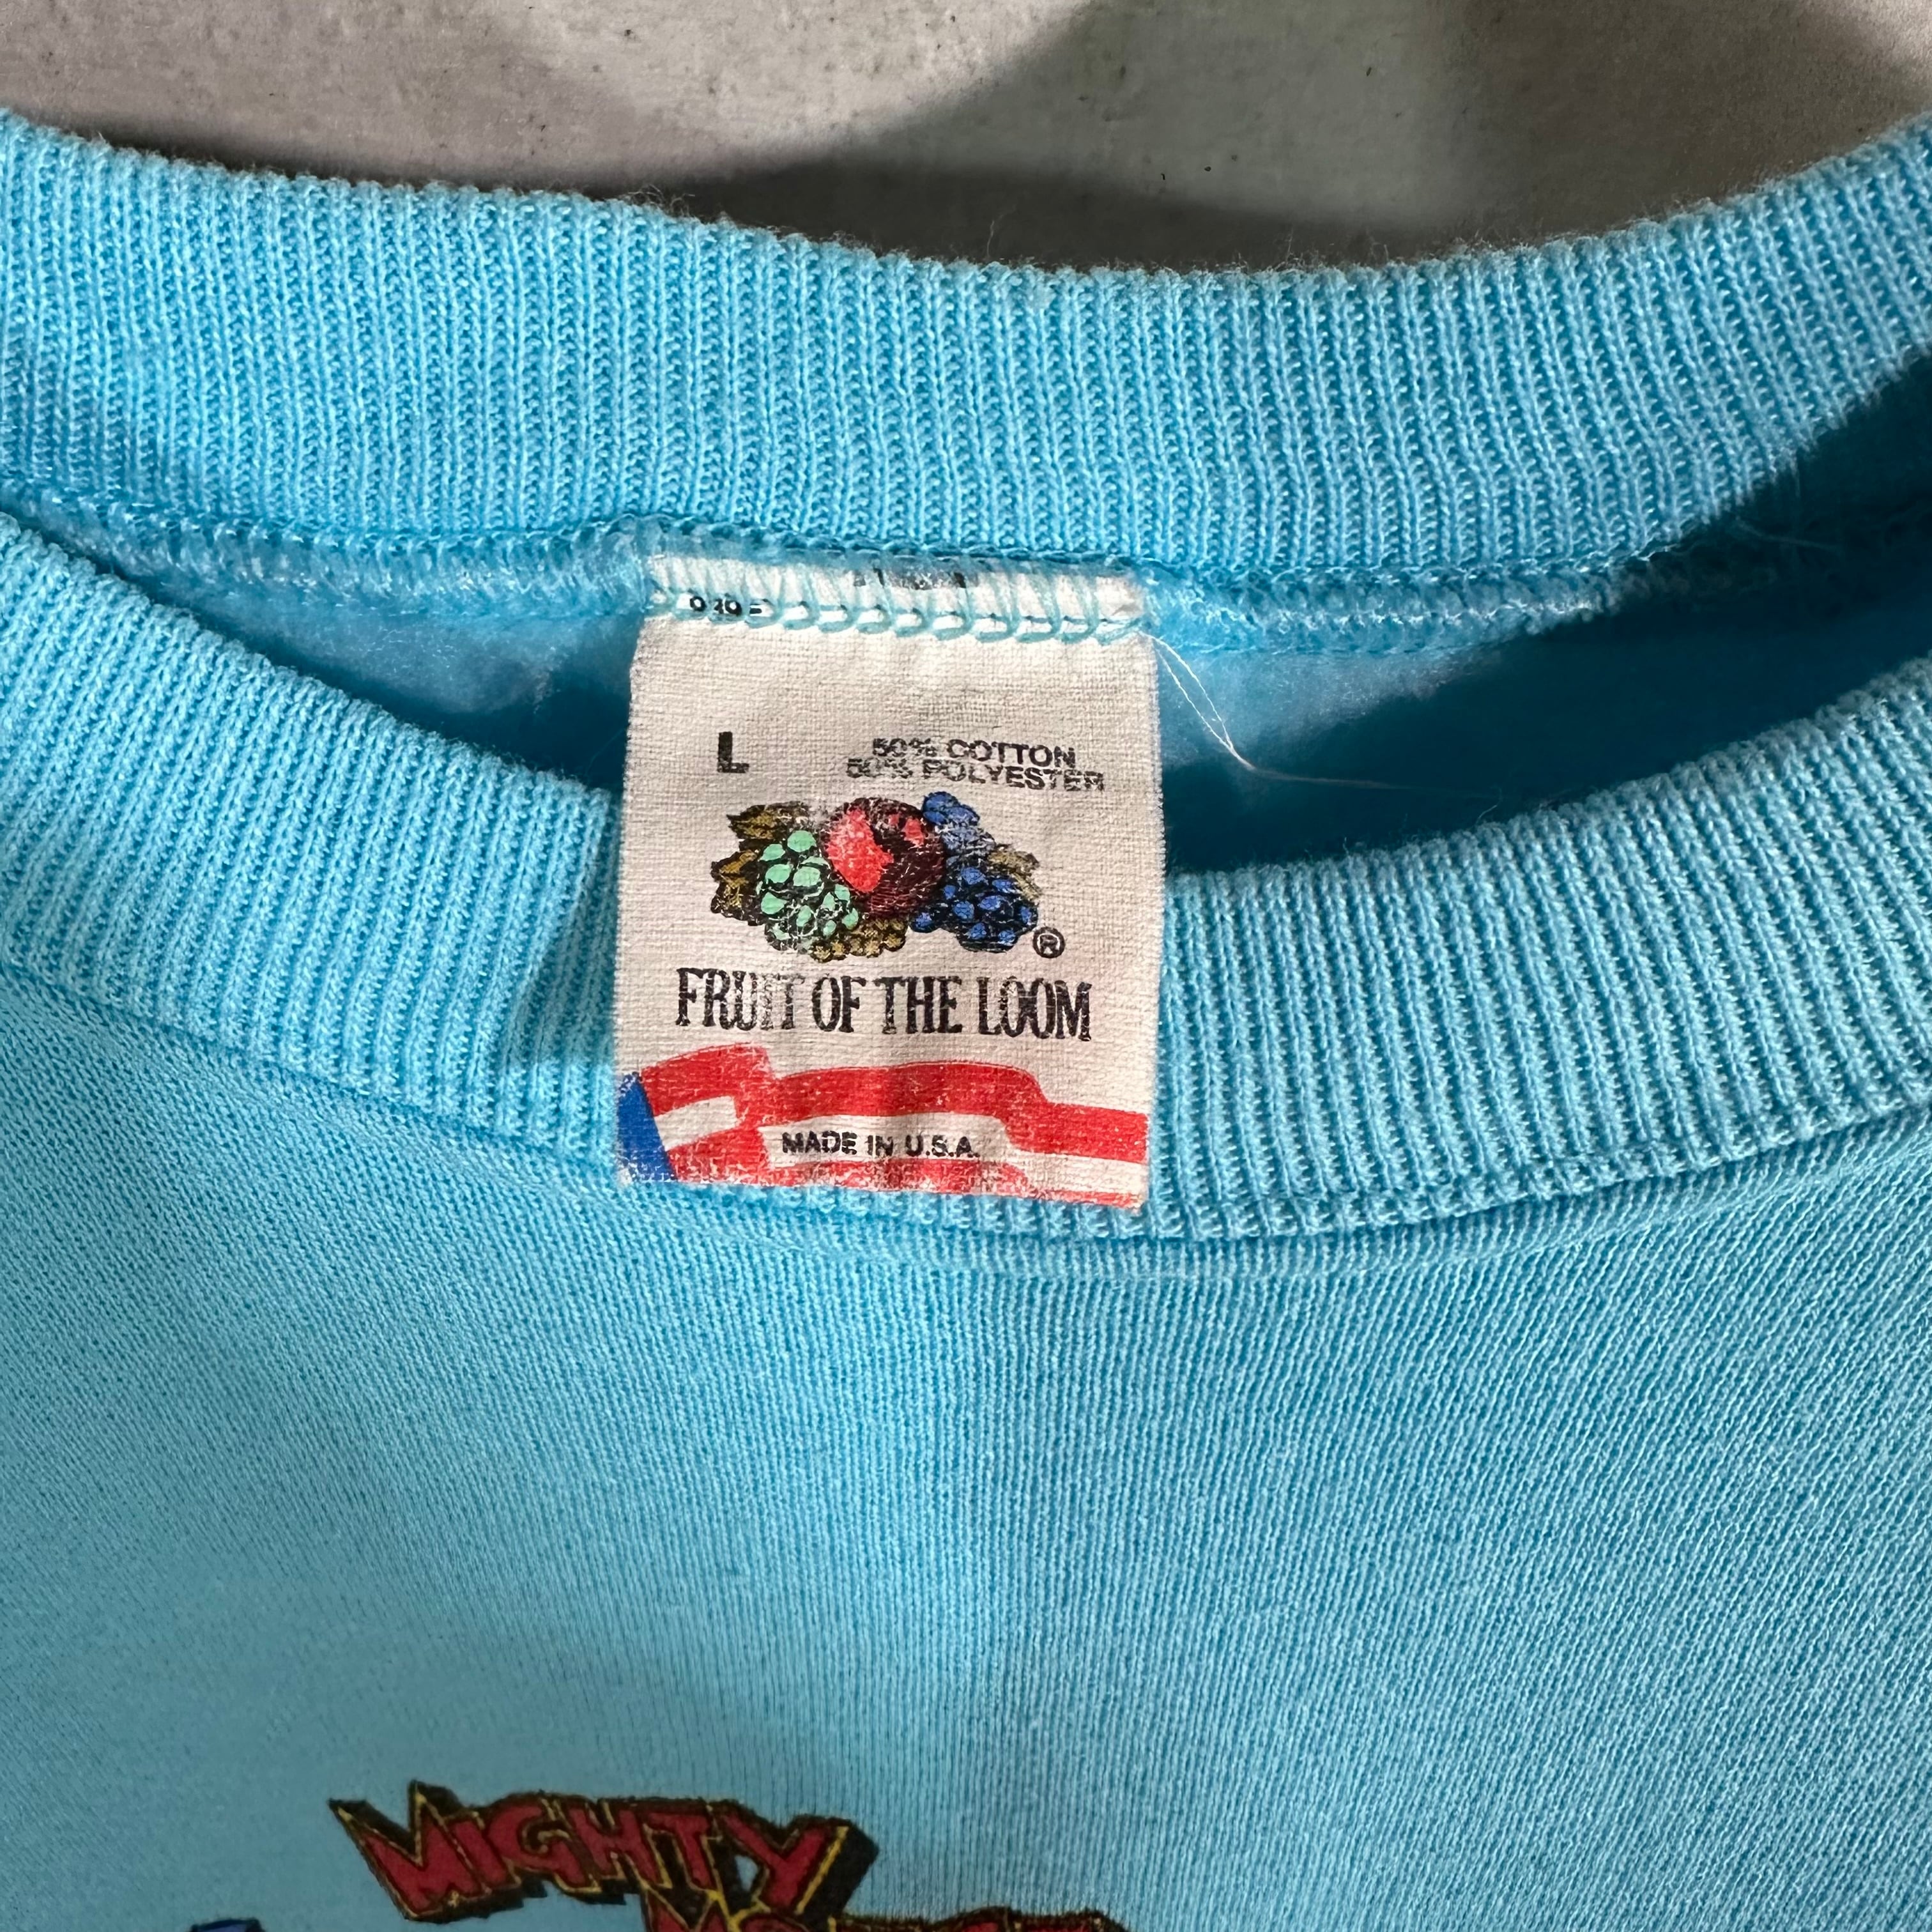 L
50% COTTON
50% POLYESTER
®
FRUIT OF THE LOOM
MADE IN U.S.A.
MIGHTY